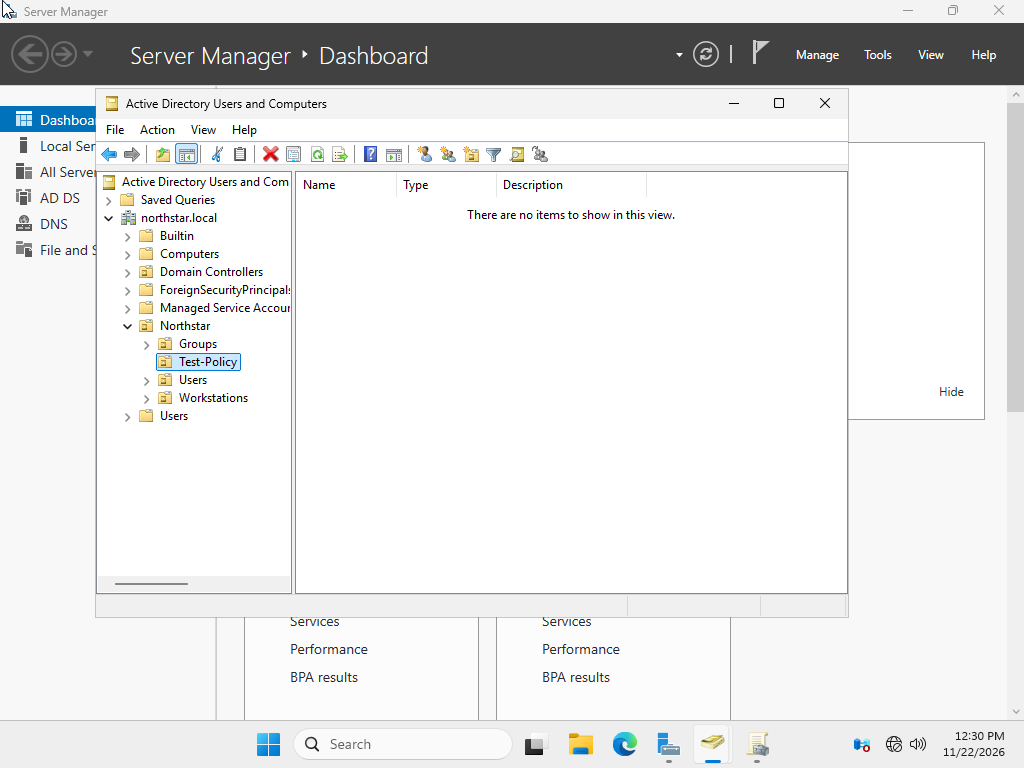 Server Manager
Server Manager Dashboard
Manage
Tools
View
Help
Active Directory Users and Computers
File
Action
View
Help
Dashboa
Local Ser
All Server
AD DS
DNS
File and S
Active Directory Users and Com
Saved Queries
northstar.local
Builtin
Computers
Domain Controllers
ForeignSecurityPrincipals
Managed Service Accour
Northstar
Groups
Test-Policy
Users
Workstations
Users
Name
Type
Description
There are no items to show in this view.
Hide
Services
Performance
BPA results
Services
Performance
BPA results
Search
12:30 PM
11/22/2026